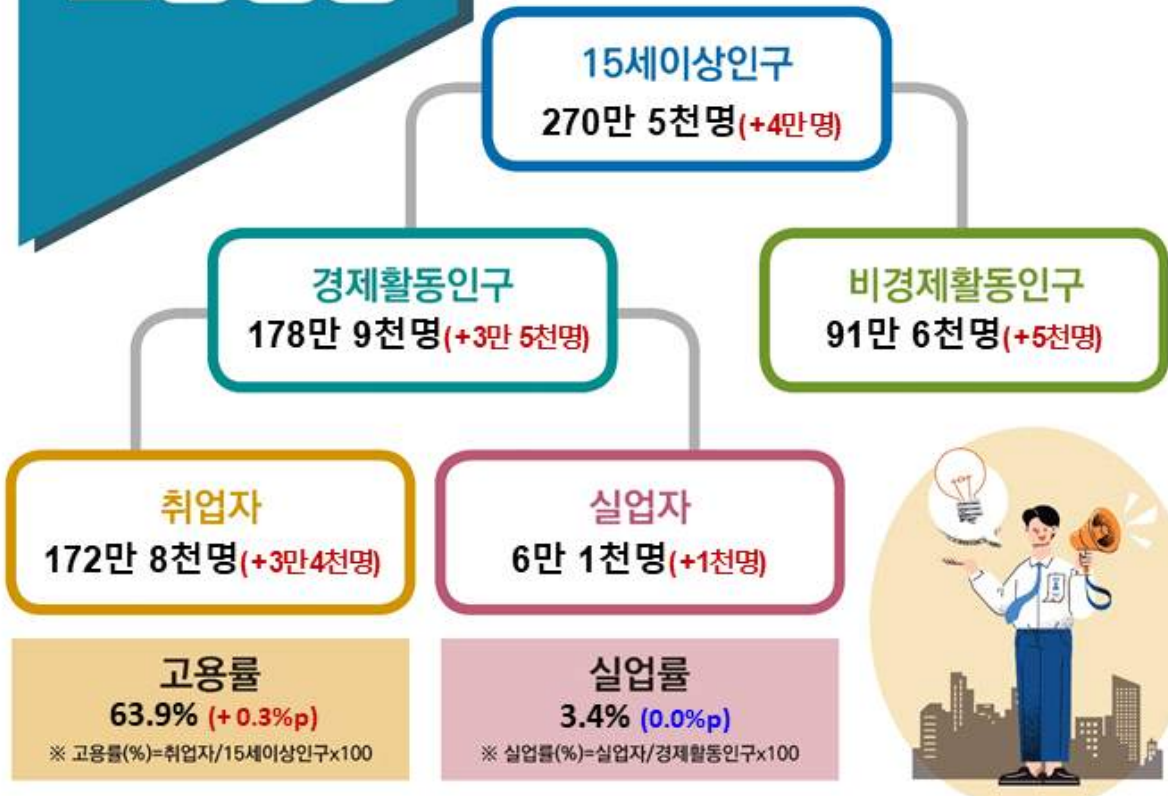 15세이상인구
270만 5천명(+4만명)
경제활동인구
178만 9천명(+3만 5천명)
비경제활동인구
91만 6천명(+5천명)
취업자
172만 8천명(+3만4천명)
실업자
6만 1천명(+1천명)
고용률
63.9% (+0.3%p)
※ 고용률(%)=취업자/15세이상인구x100
실업률
3.4% (0.0%p)
※ 실업률(%)=실업자/경제활동인구x100